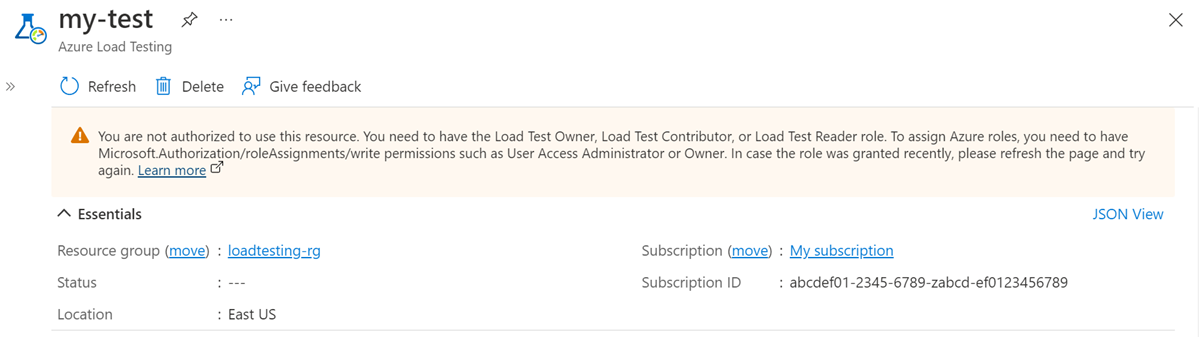 my-test
Azure Load Testing
Refresh Delete Give feedback
You are not authorized to use this resource. You need to have the Load Test Owner, Load Test Contributor, or Load Test Reader role. To assign Azure roles, you need to have
Microsoft.Authorization/roleAssignments/write permissions such as User Access Administrator or Owner. In case the role was granted recently, please refresh the page and try
again. Learn more
Essentials JSON View
Resource group (move) : loadtesting-rg Subscription (move) : My subscription
Status : --- Subscription ID : abcdef01-2345-6789-zabcd-ef0123456789
Location : East US